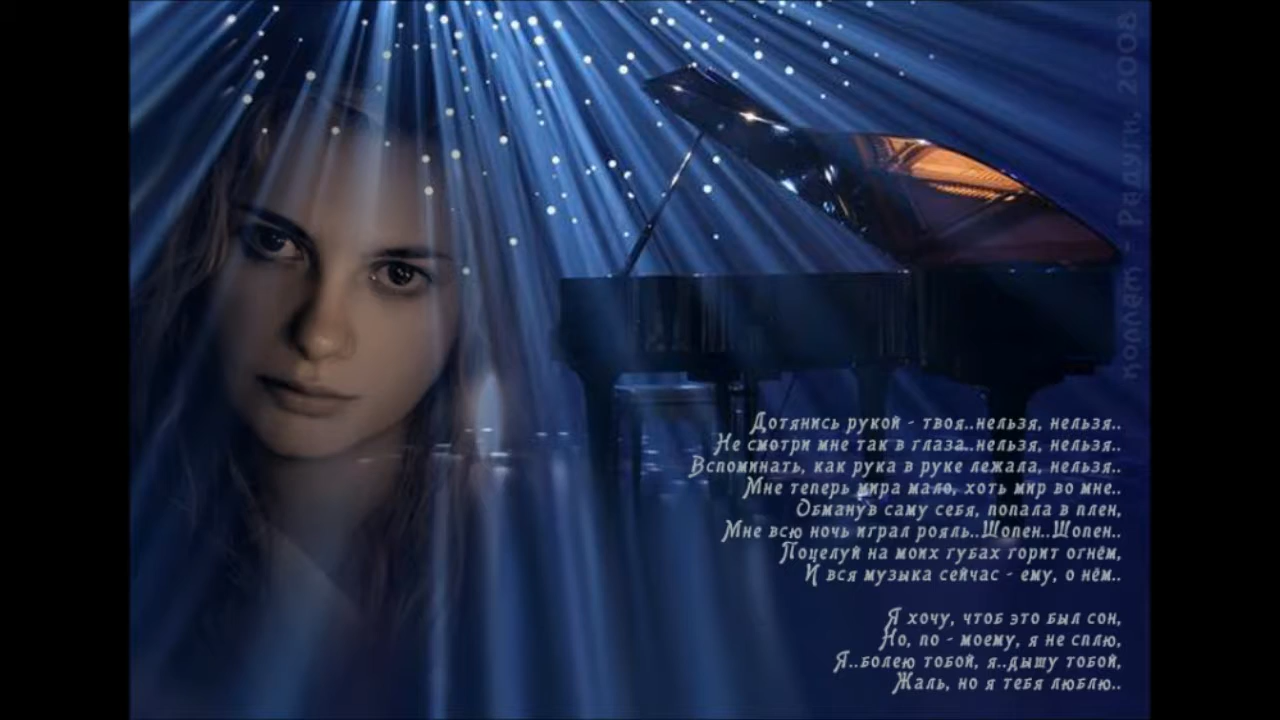 Дотянись рукой - твоя..нельзя, нельзя..
Не смотри мне так в глаза..нельзя, нельзя..
Вспоминать, как рука в руке лежала, нельзя..
Мне теперь мира мало, хоть мир во мне..
Обманув саму себя, попала в плен,
Мне всю ночь играл рояль..Шопен..Шопен..
Поцелуй на моих губах горит огнём,
И вся музыка сейчас - ему, о нём..
Я хочу, чтоб это был сон,
Но, по - моему, я не сплю,
Я..болею тобой, я..дышу тобой,
Жаль, но я тебя люблю..
коллаж - Радуги, 2008